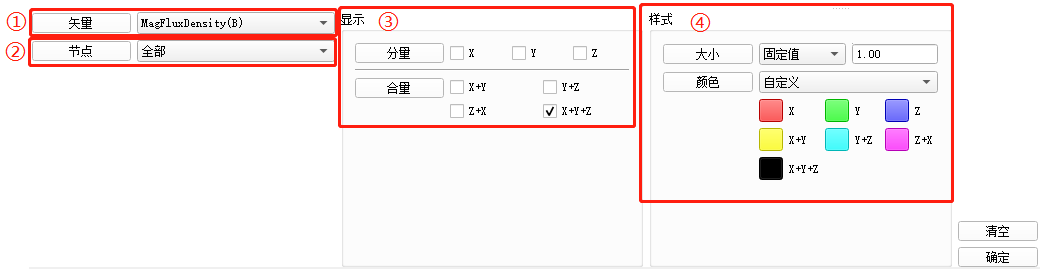 ① 矢量 MagFluxDensity(B)
② 节点 全部
显示 ③
分量 X Y Z
合量 X+Y Y+Z
Z+X X+Y+Z
样式 ④
大小 固定值 1.00
颜色 自定义
X Y Z
X+Y Y+Z Z+X
X+Y+Z
清空
确定